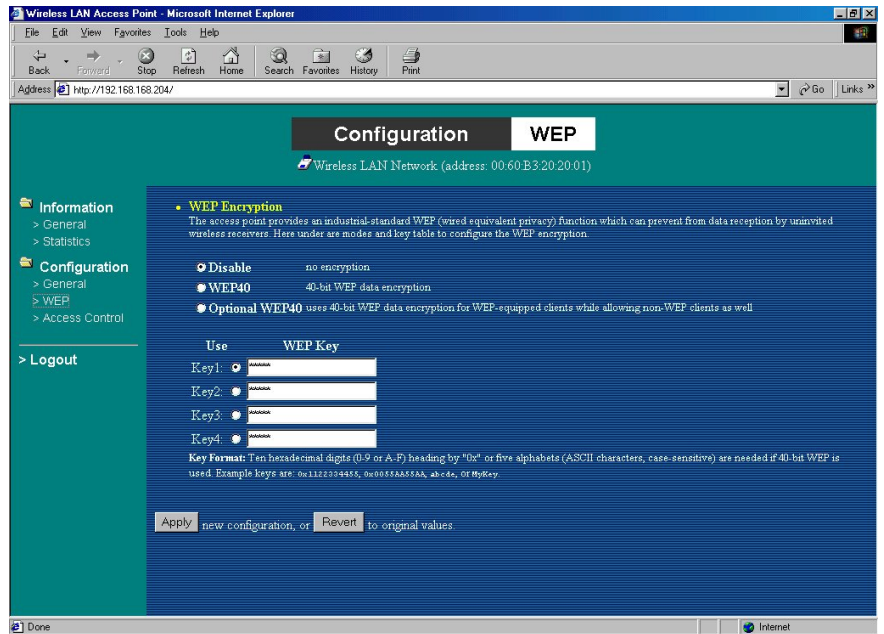 Wireless LAN Access Point - Microsoft Internet Explorer
File Edit View Favorites Tools Help
Back Forward Stop Refresh Home Search Favorites History Print
Address http://192.168.168.204/ Go Links »
Configuration WEP
Wireless LAN Network (address: 00:60:B3:20:20:01)
Information
> General
> Statistics
Configuration
> General
> WEP
> Access Control
> Logout
• WEP Encryption
The access point provides an industrial-standard WEP (wired equivalent privacy) function which can prevent from data reception by uninvited
wireless receivers. Here under are modes and key table to configure the WEP encryption.
Disable no encryption
WEP40 40-bit WEP data encryption
Optional WEP40 uses 40-bit WEP data encryption for WEP-equipped clients while allowing non-WEP clients as well
Use WEP Key
Key1: *****
Key2: *****
Key3: *****
Key4: *****
Key Format: Ten hexadecimal digits (0-9 or A-F) heading by "0x" or five alphabets (ASCII characters, case-sensitive) are needed if 40-bit WEP is
used. Example keys are: 0x1122334455, 0x0055AA55AA, abcde, or MyKey.
Apply new configuration, or Revert to original values.
Done Internet